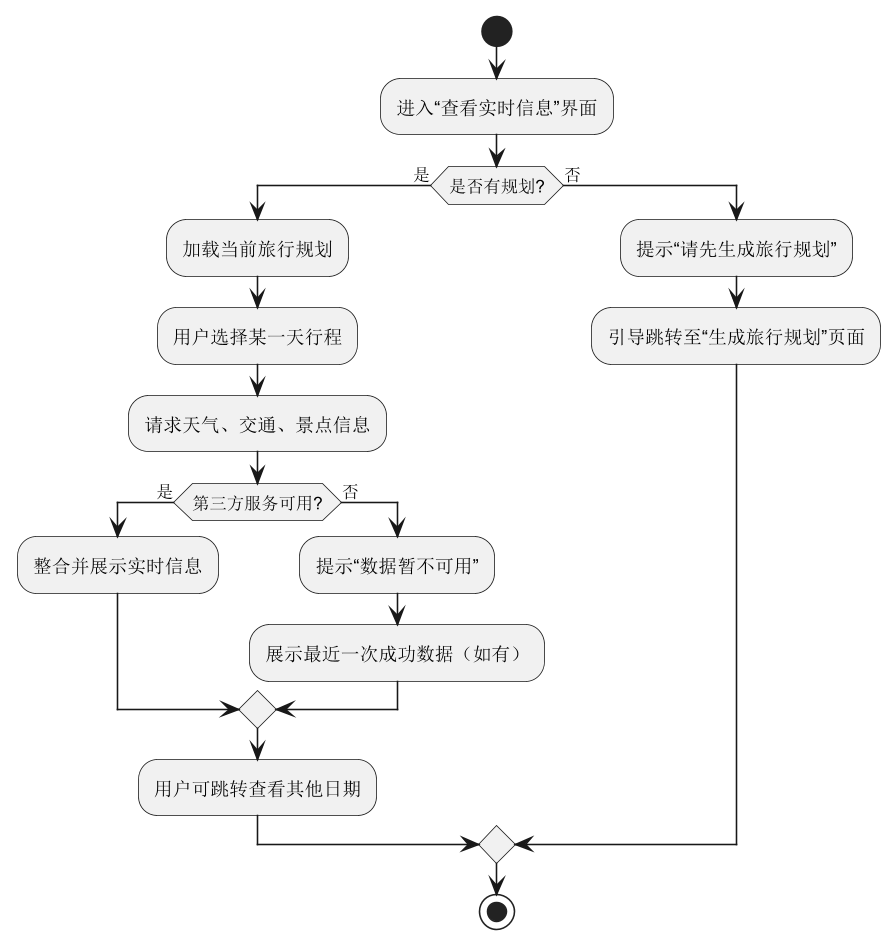 进入“查看实时信息”界面
是
是否有规划?
否
加载当前旅行规划
提示“请先生成旅行规划”
用户选择某一天行程
引导跳转至“生成旅行规划”页面
请求天气、交通、景点信息
是
第三方服务可用?
否
整合并展示实时信息
提示“数据暂不可用”
展示最近一次成功数据（如有）
用户可跳转查看其他日期